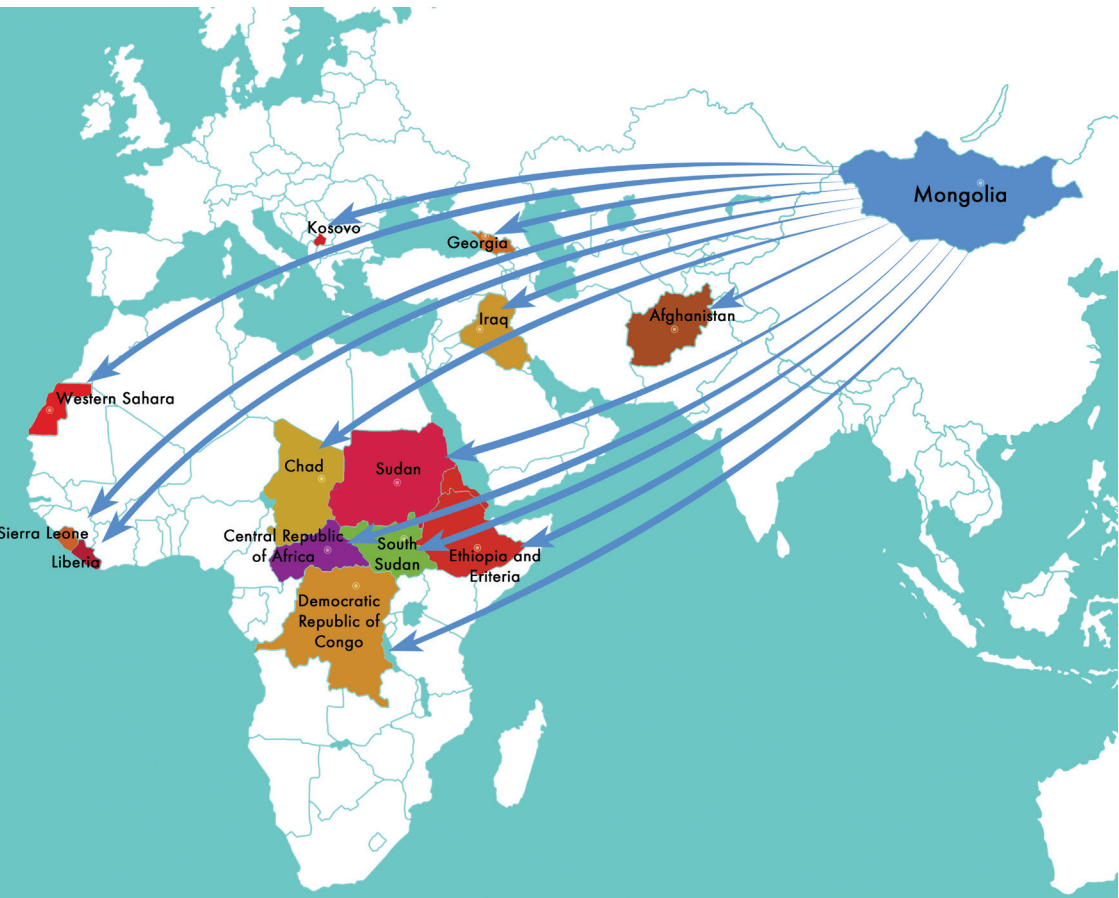 Mongolia
Kosovo
Georgia
Iraq
Afghanistan
Western Sahara
Chad
Sudan
Sierra Leone
Liberia
Central Republic
of Africa
South
Sudan
Ethiopia and
Eriteria
Democratic
Republic of
Congo